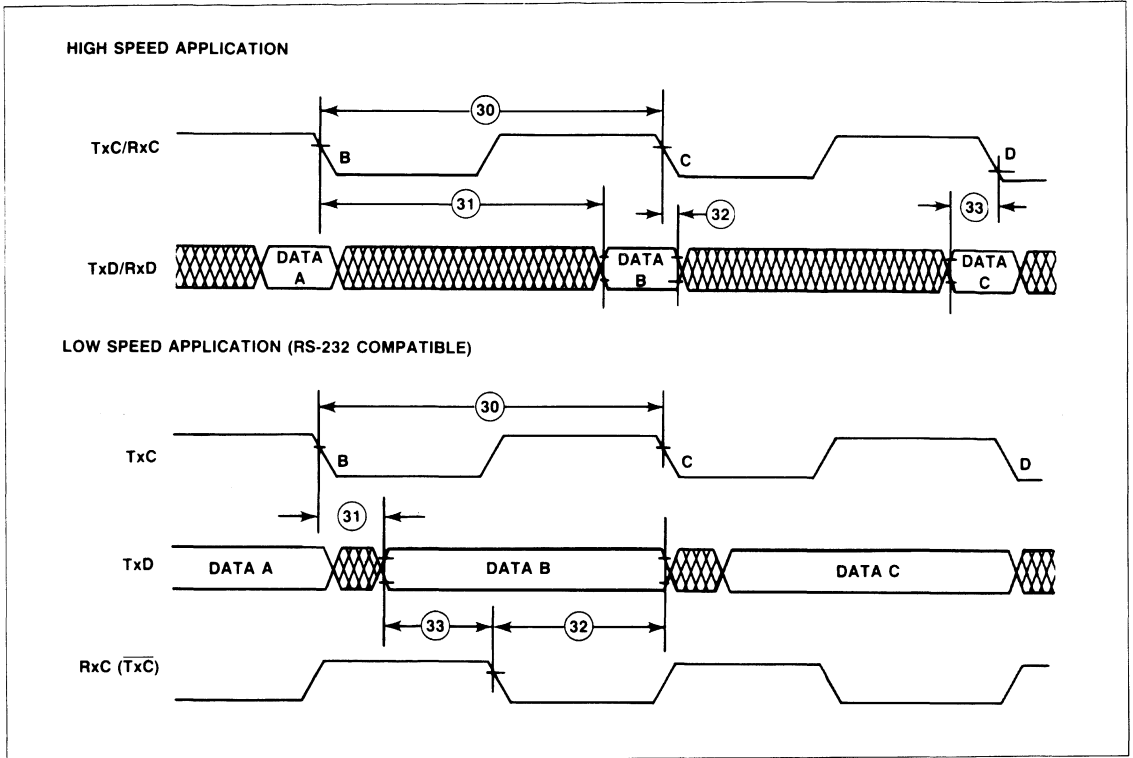 HIGH SPEED APPLICATION
30
TxC/RxC
B
C
D
31
32
33
TxD/RxD
DATA A
DATA B
DATA C
LOW SPEED APPLICATION (RS-232 COMPATIBLE)
30
TxC
B
C
D
31
TxD
DATA A
DATA B
DATA C
33
32
RxC (T̅x̅C̅)